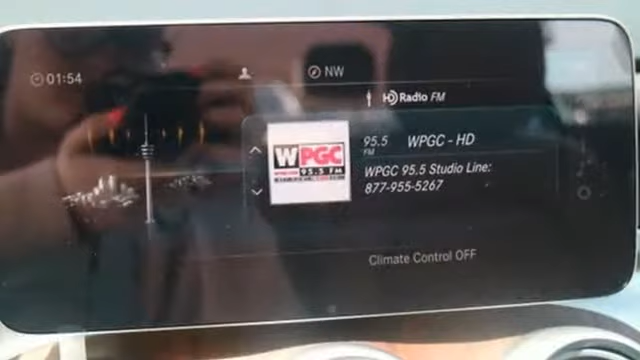 01:54
NW
HD Radio FM
95.5 WPGC - HD
FM
WPGC
95.5 FM
WPGC 95.5 Studio Line:
877-955-5267
Climate Control OFF